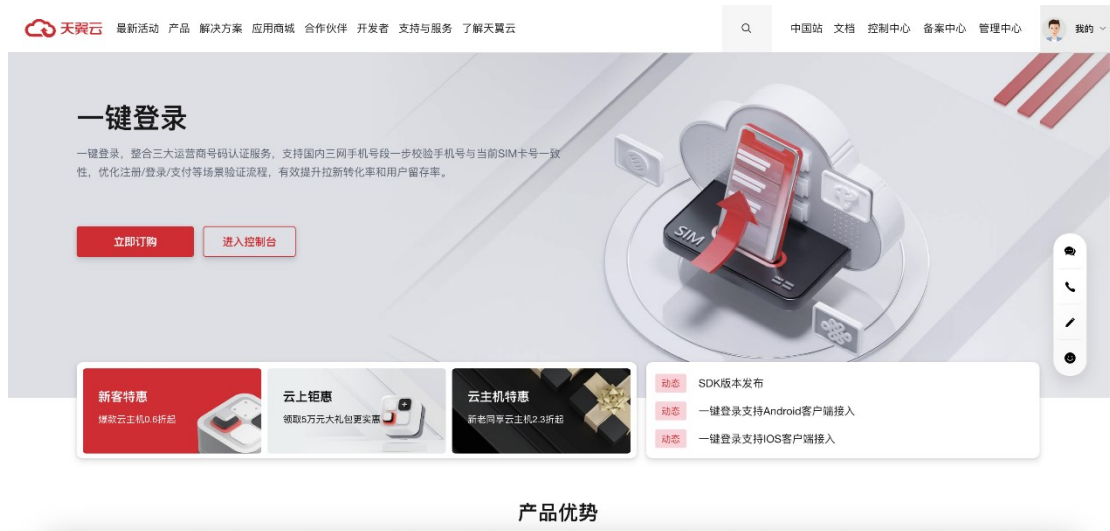 天翼云 最新活动 产品 解决方案 应用商城 合作伙伴 开发者 支持与服务 了解天翼云 中国站 文档 控制中心 备案中心 管理中心 我的
一键登录
一键登录，整合三大运营商号码认证服务，支持国内三网手机号段一步校验手机号与当前SIM卡号一致
性，优化注册/登录/支付等场景验证流程，有效提升拉新转化率和用户留存率。
立即订购 进入控制台
SIM
新客特惠
爆款云主机0.6折起
云上钜惠
领取5万元大礼包更实惠
云主机特惠
新老同享云主机2.3折起
动态 SDK版本发布
动态 一键登录支持Android客户端接入
动态 一键登录支持IOS客户端接入
产品优势